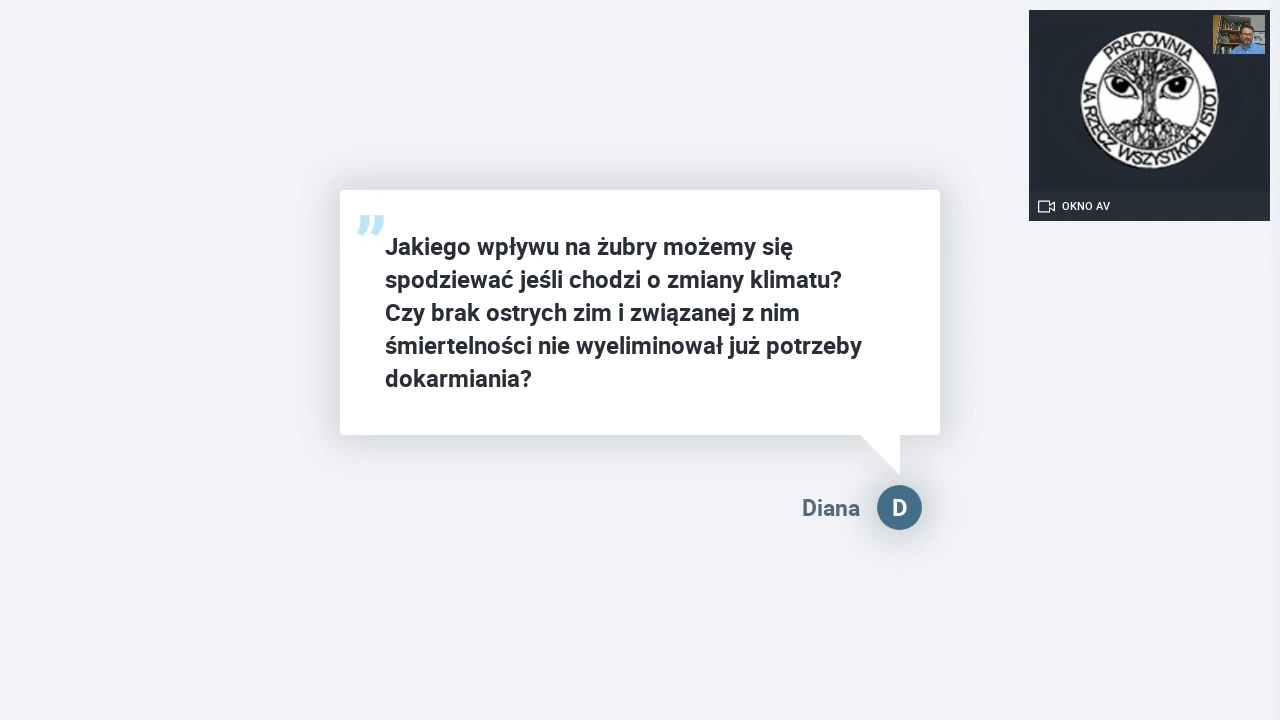 PRACOWNIA
NA RZECZ WSZYSTKICH ISTOT
OKNO AV
”
Jakiego wpływu na żubry możemy się
spodziewać jeśli chodzi o zmiany klimatu?
Czy brak ostrych zim i związanej z nim
śmiertelności nie wyeliminował już potrzeby
dokarmiania?
Diana D